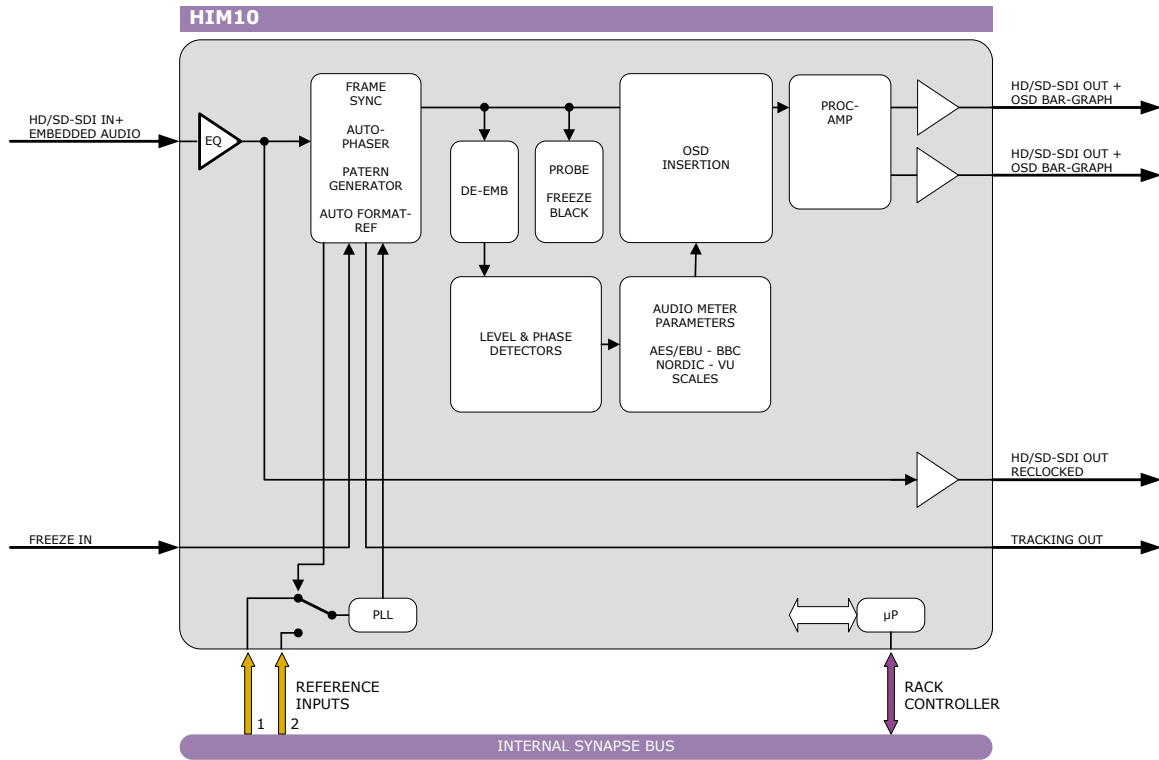 HIM10
HD/SD-SDI IN+
EMBEDDED AUDIO
EQ
FRAME
SYNC
AUTO-
PHASER
PATERN
GENERATOR
AUTO FORMAT-
REF
DE-EMB
PROBE
FREEZE
BLACK
OSD
INSERTION
PROC-
AMP
HD/SD-SDI OUT +
OSD BAR-GRAPH
HD/SD-SDI OUT +
OSD BAR-GRAPH
LEVEL & PHASE
DETECTORS
AUDIO METER
PARAMETERS
AES/EBU - BBC
NORDIC - VU
SCALES
HD/SD-SDI OUT
RECLOCKED
FREEZE IN
TRACKING OUT
PLL
µP
REFERENCE
INPUTS
1
2
RACK
CONTROLLER
INTERNAL SYNAPSE BUS